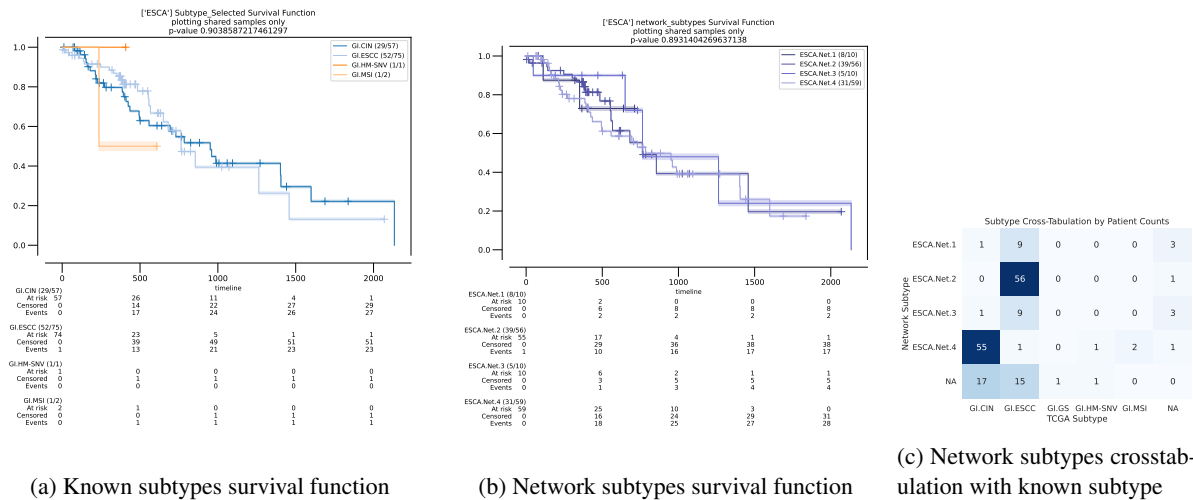 ['ESCA'] Subtype_Selected Survival Function
plotting shared samples only
p-value 0.9038587217461297
GI.CIN (29/57)
GI.ESCC (52/75)
GI.HM-SNV (1/1)
GI.MSI (1/2)
1.0
0.8
0.6
0.4
0.2
0.0
0 500 1000 1500 2000
timeline
GI.CIN (29/57)
At risk 57 26 11 4 1
Censored 0 14 22 27 29
Events 0 17 24 26 27
GI.ESCC (52/75)
At risk 74 23 5 1 1
Censored 0 39 49 51 51
Events 1 13 21 23 23
GI.HM-SNV (1/1)
At risk 1 0 0 0 0
Censored 0 1 1 1 1
Events 0 0 0 0 0
GI.MSI (1/2)
At risk 2 1 0 0 0
Censored 0 0 1 1 1
Events 0 1 1 1 1
(a) Known subtypes survival function
['ESCA'] network_subtypes Survival Function
plotting shared samples only
p-value 0.8931404269637138
ESCA.Net.1 (8/10)
ESCA.Net.2 (39/56)
ESCA.Net.3 (5/10)
ESCA.Net.4 (31/59)
1.0
0.8
0.6
0.4
0.2
0.0
0 500 1000 1500 2000
timeline
ESCA.Net.1 (8/10)
At risk 10 2 0 0 0
Censored 0 6 8 8 8
Events 0 2 2 2 2
ESCA.Net.2 (39/56)
At risk 55 17 4 1 1
Censored 0 29 36 38 38
Events 1 10 16 17 17
ESCA.Net.3 (5/10)
At risk 10 6 2 1 1
Censored 0 3 5 5 5
Events 0 1 3 4 4
ESCA.Net.4 (31/59)
At risk 59 25 10 3 0
Censored 0 16 24 29 31
Events 0 18 25 27 28
(b) Network subtypes survival function
Subtype Cross-Tabulation by Patient Counts
Network Subtype
ESCA.Net.1 1 9 0 0 0 3
ESCA.Net.2 0 56 0 0 0 1
ESCA.Net.3 1 9 0 0 0 3
ESCA.Net.4 55 1 0 1 2 1
NA 17 15 1 1 0 0
GI.CIN GI.ESCC GI.GS GI.HM-SNV GI.MSI NA
TCGA Subtype
(c) Network subtypes crosstab-
ulation with known subtype